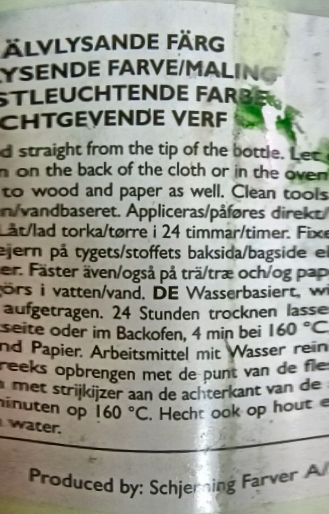 ÄLVLYSANDE FÄRG
YSENDE FARVE/MALING
STLEUCHTENDE FARBE
CHTGEVENDE VERF
d straight from the tip of the bottle. Let
n on the back of the cloth or in the oven
to wood and paper as well. Clean tools
n/vandbaseret. Appliceras/påføres direkt/
Låt/lad torka/tørre i 24 timmar/timer. Fixe
ejern på tygets/stoffets baksida/bagside el
er. Fäster även/også på trä/træ och/og pap
görs i vatten/vand. DE Wasserbasiert, wi
aufgetragen. 24 Stunden trocknen lasse
seite oder im Backofen, 4 min bei 160 °C
nd Papier. Arbeitsmittel mit Wasser rein
reeks opbrengen met de punt van de fles
n met strijkijzer aan de achterkant van de
minuten op 160 °C. Hecht ook op hout e
water.
Produced by: Schjerning Farver A/